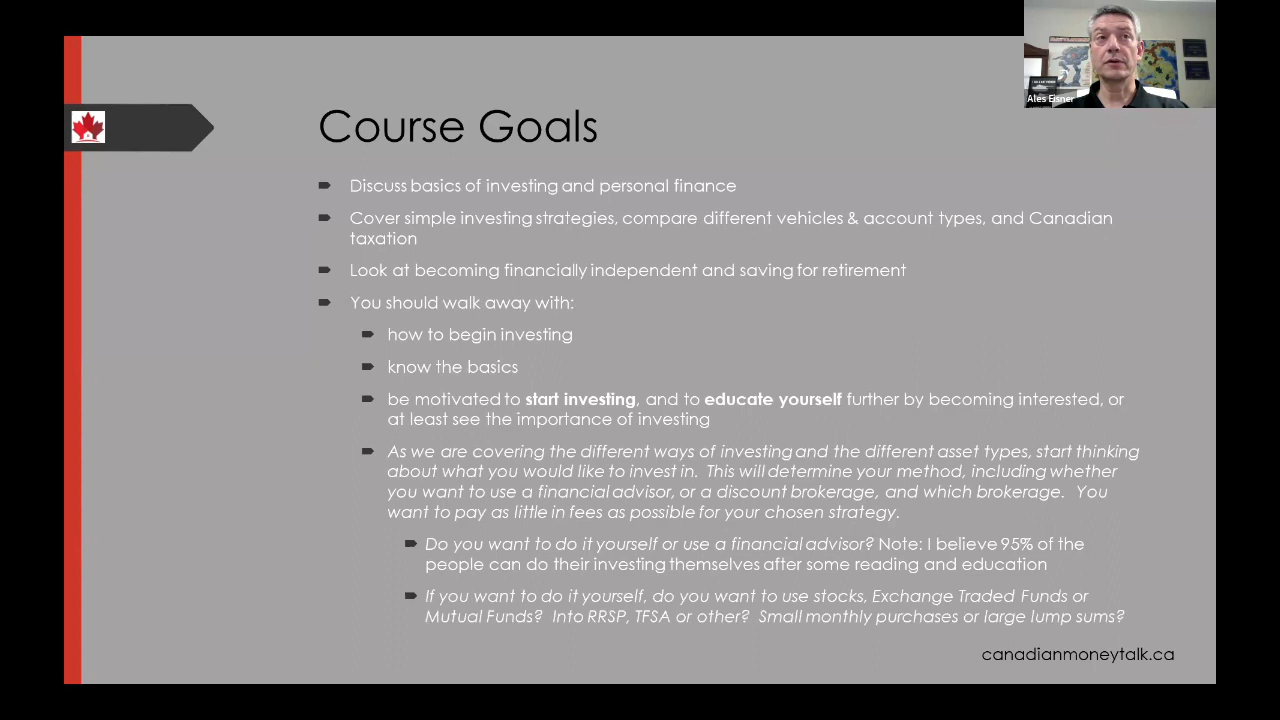 Course Goals
Discuss basics of investing and personal finance
Cover simple investing strategies, compare different vehicles & account types, and Canadian
taxation
Look at becoming financially independent and saving for retirement
You should walk away with:
how to begin investing
know the basics
be motivated to start investing, and to educate yourself further by becoming interested, or
at least see the importance of investing
As we are covering the different ways of investing and the different asset types, start thinking
about what you would like to invest in. This will determine your method, including whether
you want to use a financial advisor, or a discount brokerage, and which brokerage. You
want to pay as little in fees as possible for your chosen strategy.
Do you want to do it yourself or use a financial advisor? Note: I believe 95% of the
people can do their investing themselves after some reading and education
If you want to do it yourself, do you want to use stocks, Exchange Traded Funds or
Mutual Funds? Into RRSP, TFSA or other? Small monthly purchases or large lump sums?
canadianmoneytalk.ca
Ales Eisner